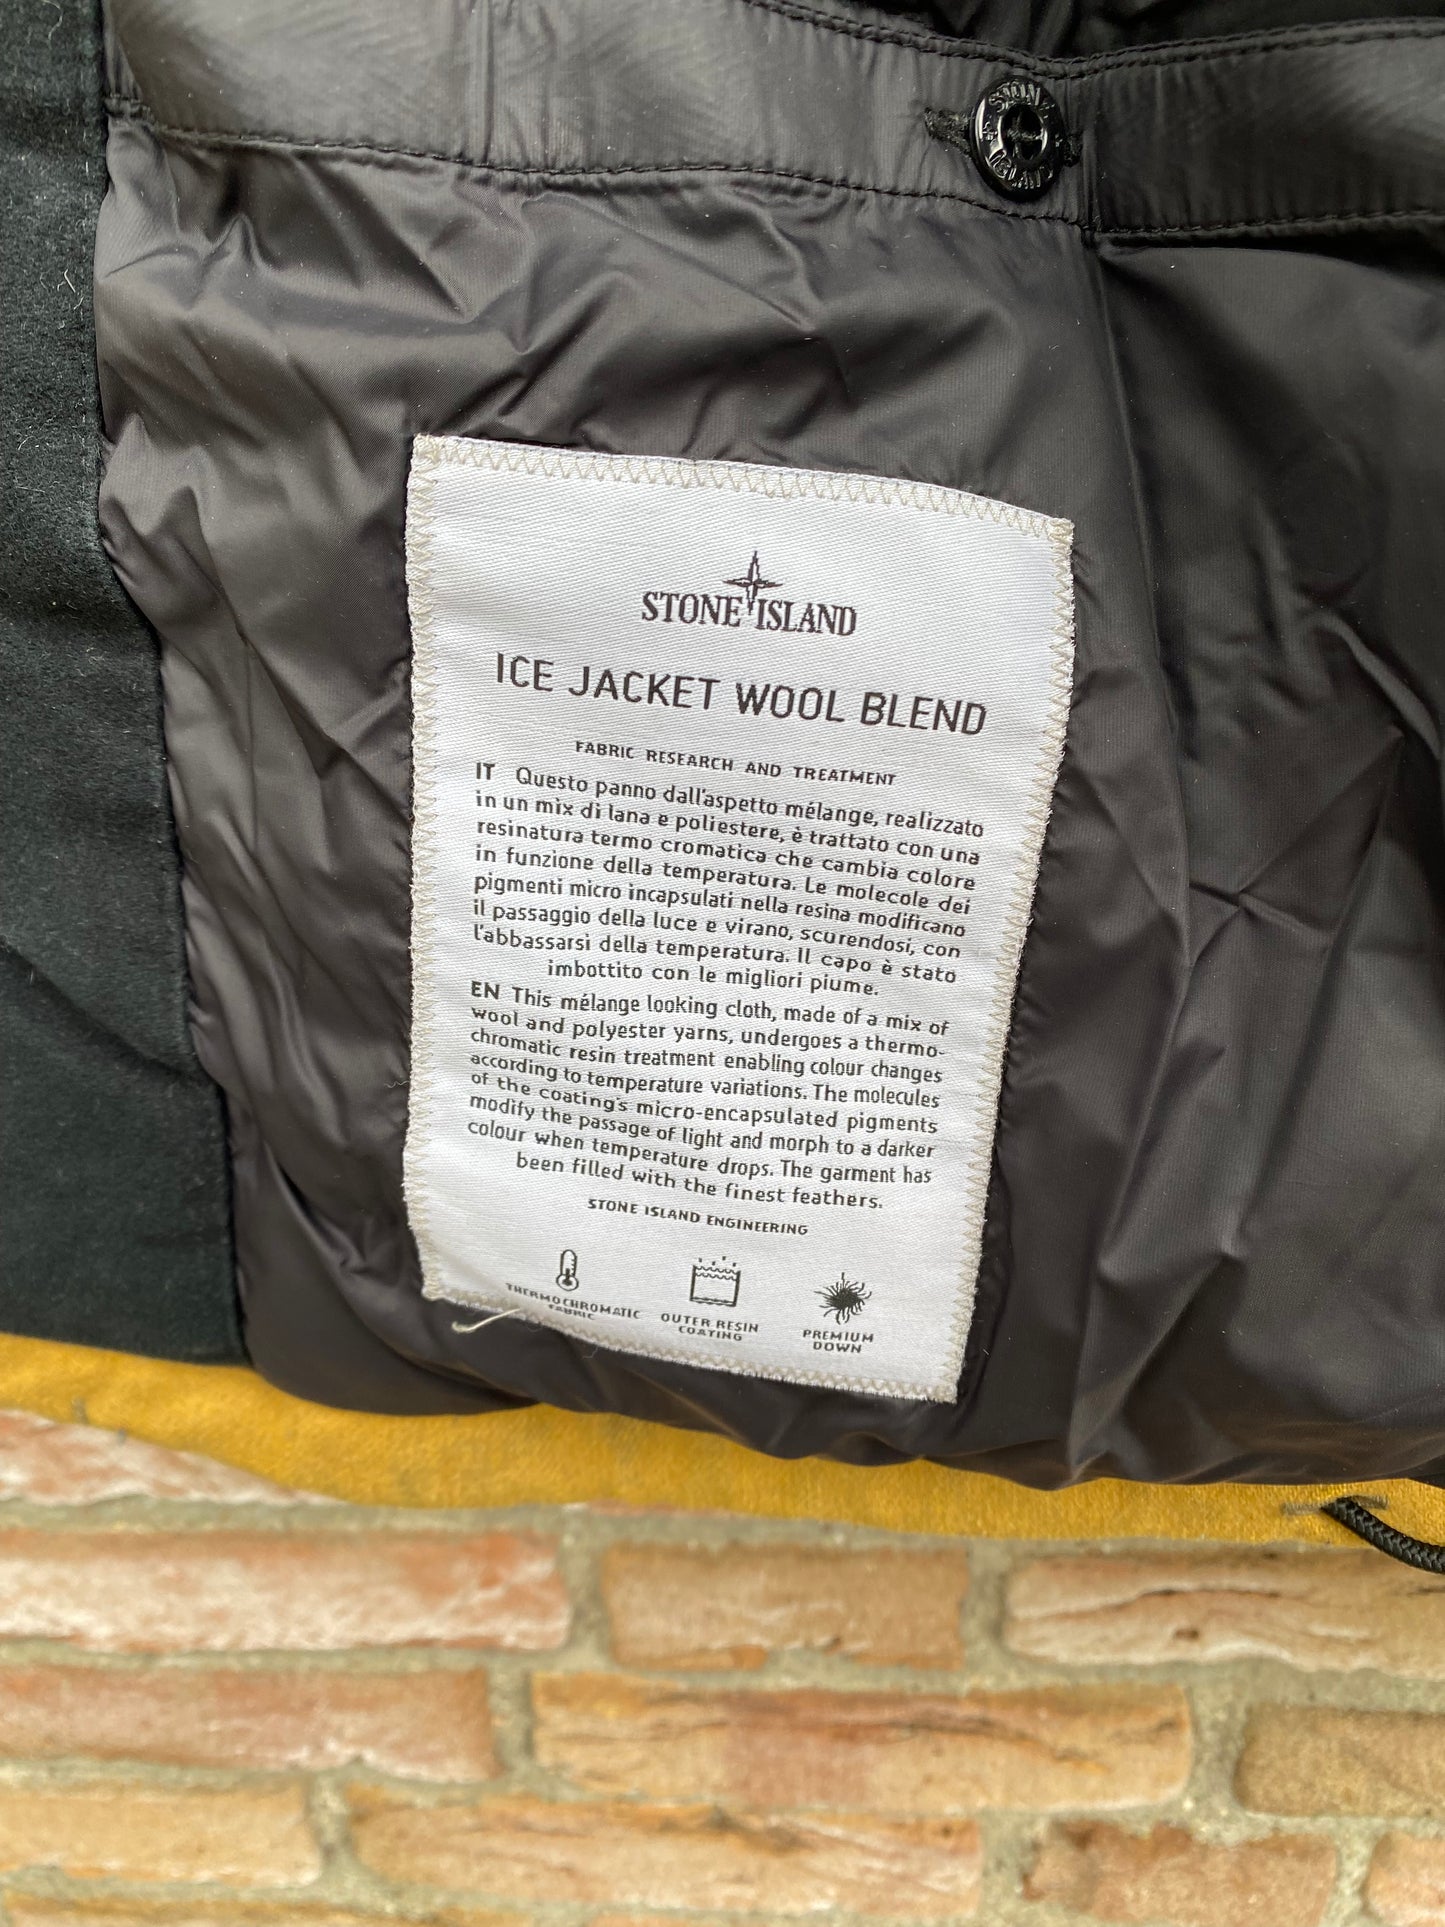 STONE ISLAND
STONE ISLAND
ICE JACKET WOOL BLEND
FABRIC RESEARCH AND TREATMENT
IT Questo panno dall'aspetto mélange, realizzato
in un mix di lana e poliestere, è trattato con una
resinatura termo cromatica che cambia colore
in funzione della temperatura. Le molecole dei
pigmenti micro incapsulati nella resina modificano
il passaggio della luce e virano, scurendosi, con
l'abbassarsi della temperatura. Il capo è stato
imbottito con le migliori piume.
EN This mélange looking cloth, made of a mix of
wool and polyester yarns, undergoes a thermo-
chromatic resin treatment enabling colour changes
according to temperature variations. The molecules
of the coating's micro-encapsulated pigments
modify the passage of light and morph to a darker
colour when temperature drops. The garment has
been filled with the finest feathers.
STONE ISLAND ENGINEERING
THERMOCHROMATIC
FABRIC
OUTER RESIN
COATING
PREMIUM
DOWN